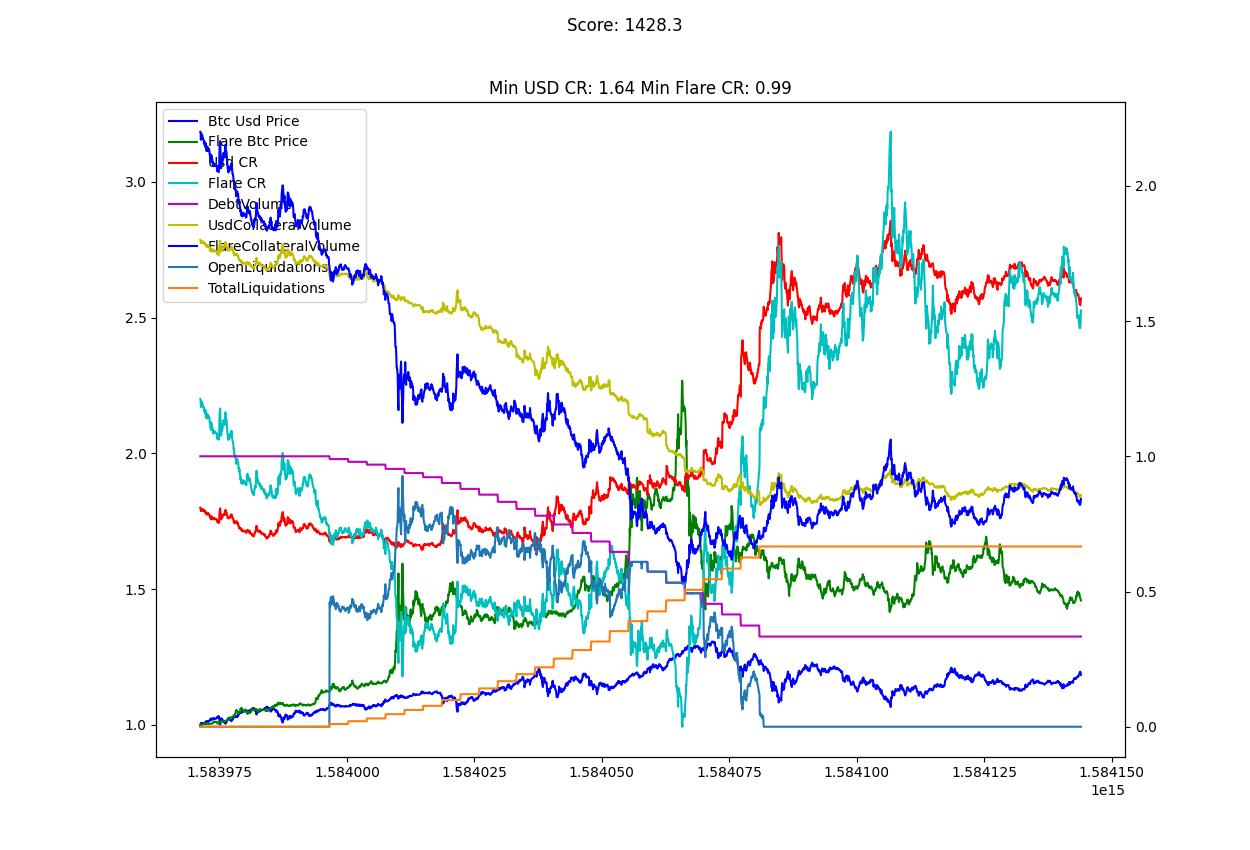 Score: 1428.3
Min USD CR: 1.64 Min Flare CR: 0.99
Btc Usd Price
Flare Btc Price
Usd CR
Flare CR
DebtVolume
UsdCollateralVolume
FlareCollateralVolume
OpenLiquidations
TotalLiquidations
3.0
2.5
2.0
1.5
1.0
2.0
1.5
1.0
0.5
0.0
1.583975
1.584000
1.584025
1.584050
1.584075
1.584100
1.584125
1.584150
1e15